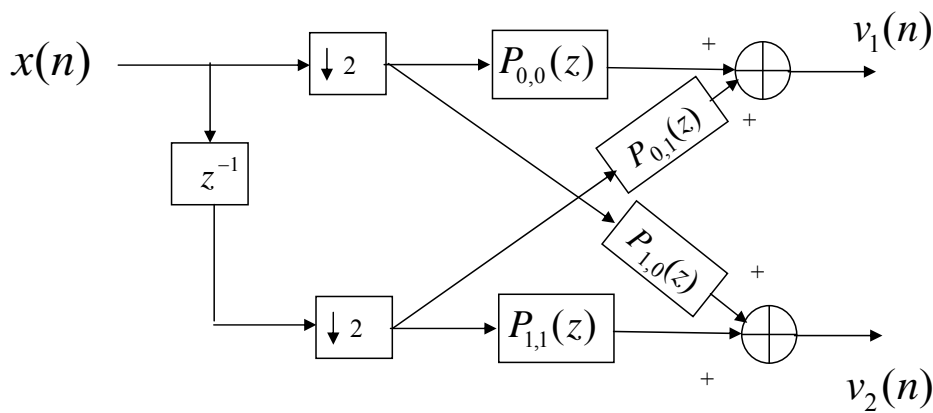 x(n)
↓ 2
P₀,₀(z)
+
v₁(n)
z⁻¹
P₀,₁(z)
+
P₁,₀(z)
+
↓ 2
P₁,₁(z)
+
v₂(n)